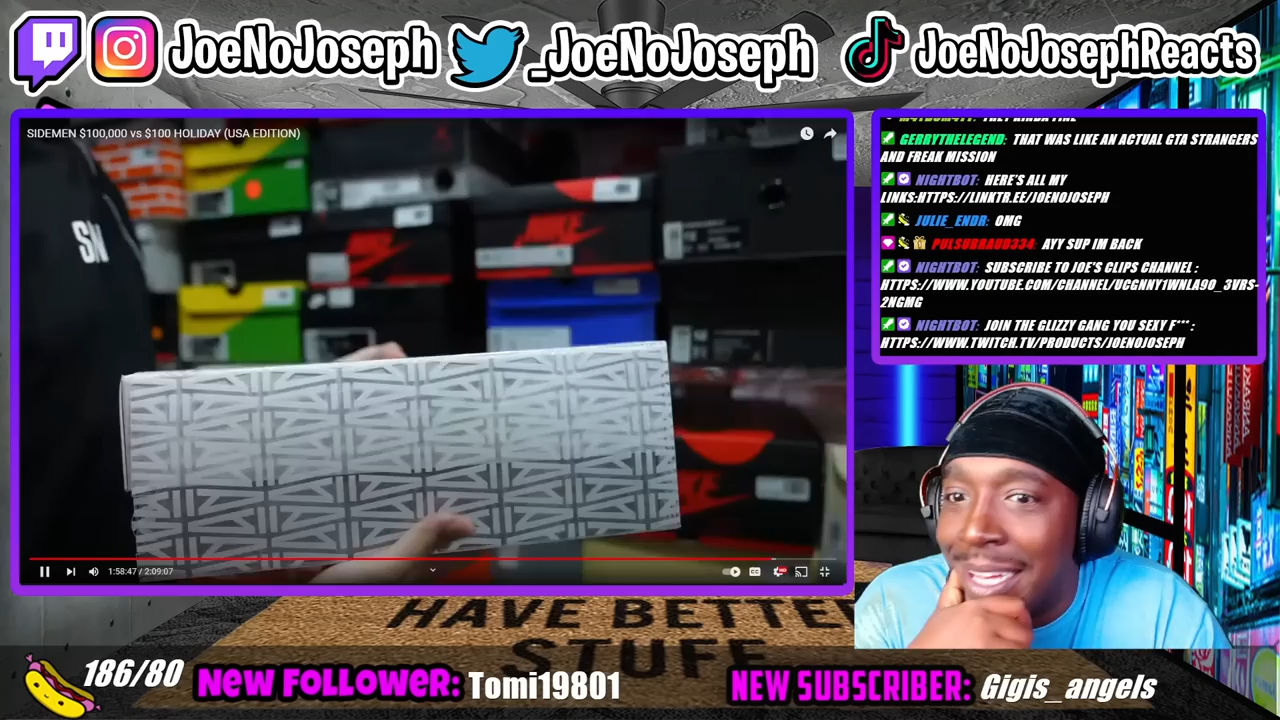 JoeNoJoseph
_JoeNoJoseph
JoeNoJosephReacts
SIDEMEN $100,000 vs $100 HOLIDAY (USA EDITION)
GERRYTHELEGEND: THAT WAS LIKE AN ACTUAL GTA STRANGERS
AND FREAK MISSION
NIGHTBOT: HERE'S ALL MY
LINKS:HTTPS://LINKTR.EE/JOENOJOSEPH
JULIE_ENDR: OMG
PULSUBRAUD334: AYY SUP IM BACK
NIGHTBOT: SUBSCRIBE TO JOE'S CLIPS CHANNEL :
HTTPS://WWW.YOUTUBE.COM/CHANNEL/UCGNNY1WNLA90_3VRS-
2NGMG
NIGHTBOT: JOIN THE GLIZZY GANG YOU SEXY F*** :
HTTPS://WWW.TWITCH.TV/PRODUCTS/JOENOJOSEPH
SN
1:58:47 / 2:09:07
CC
HAVE BETTE
STUFF
186/80
New Follower: Tomi19801
NEW SUBSCRIBER: Gigis_angels